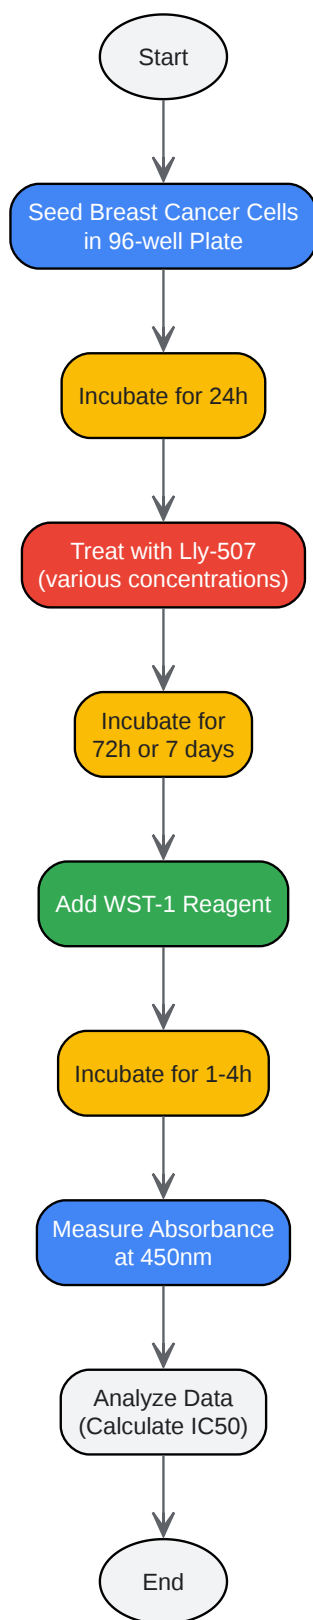 Start
Seed Breast Cancer Cells
in 96-well Plate
Incubate for 24h
Treat with Lly-507
(various concentrations)
Incubate for
72h or 7 days
Add WST-1 Reagent
Incubate for 1-4h
Measure Absorbance
at 450nm
Analyze Data
(Calculate IC50)
End